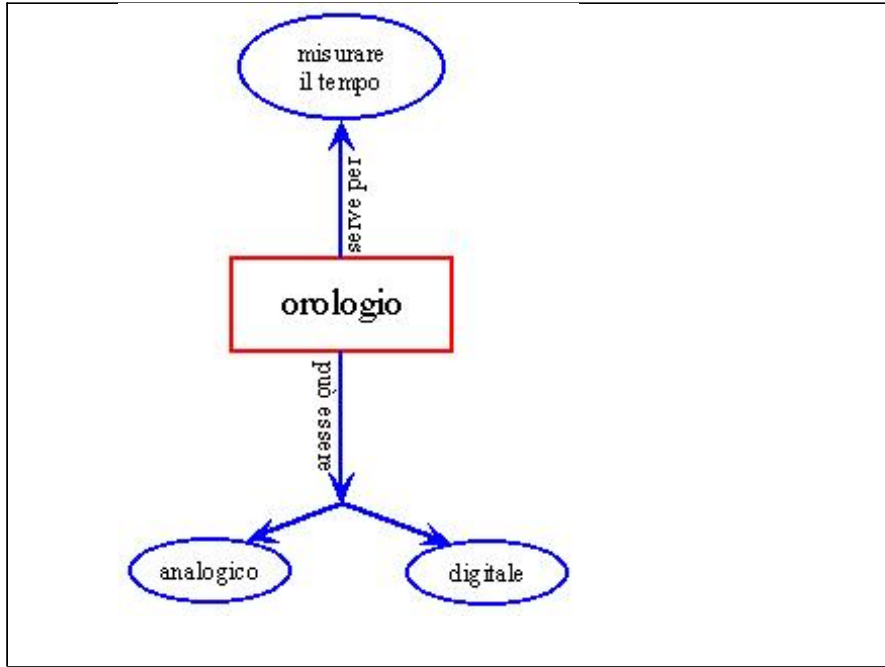 misurare
il tempo
serve per
orologio
può essere
analogico
digitale